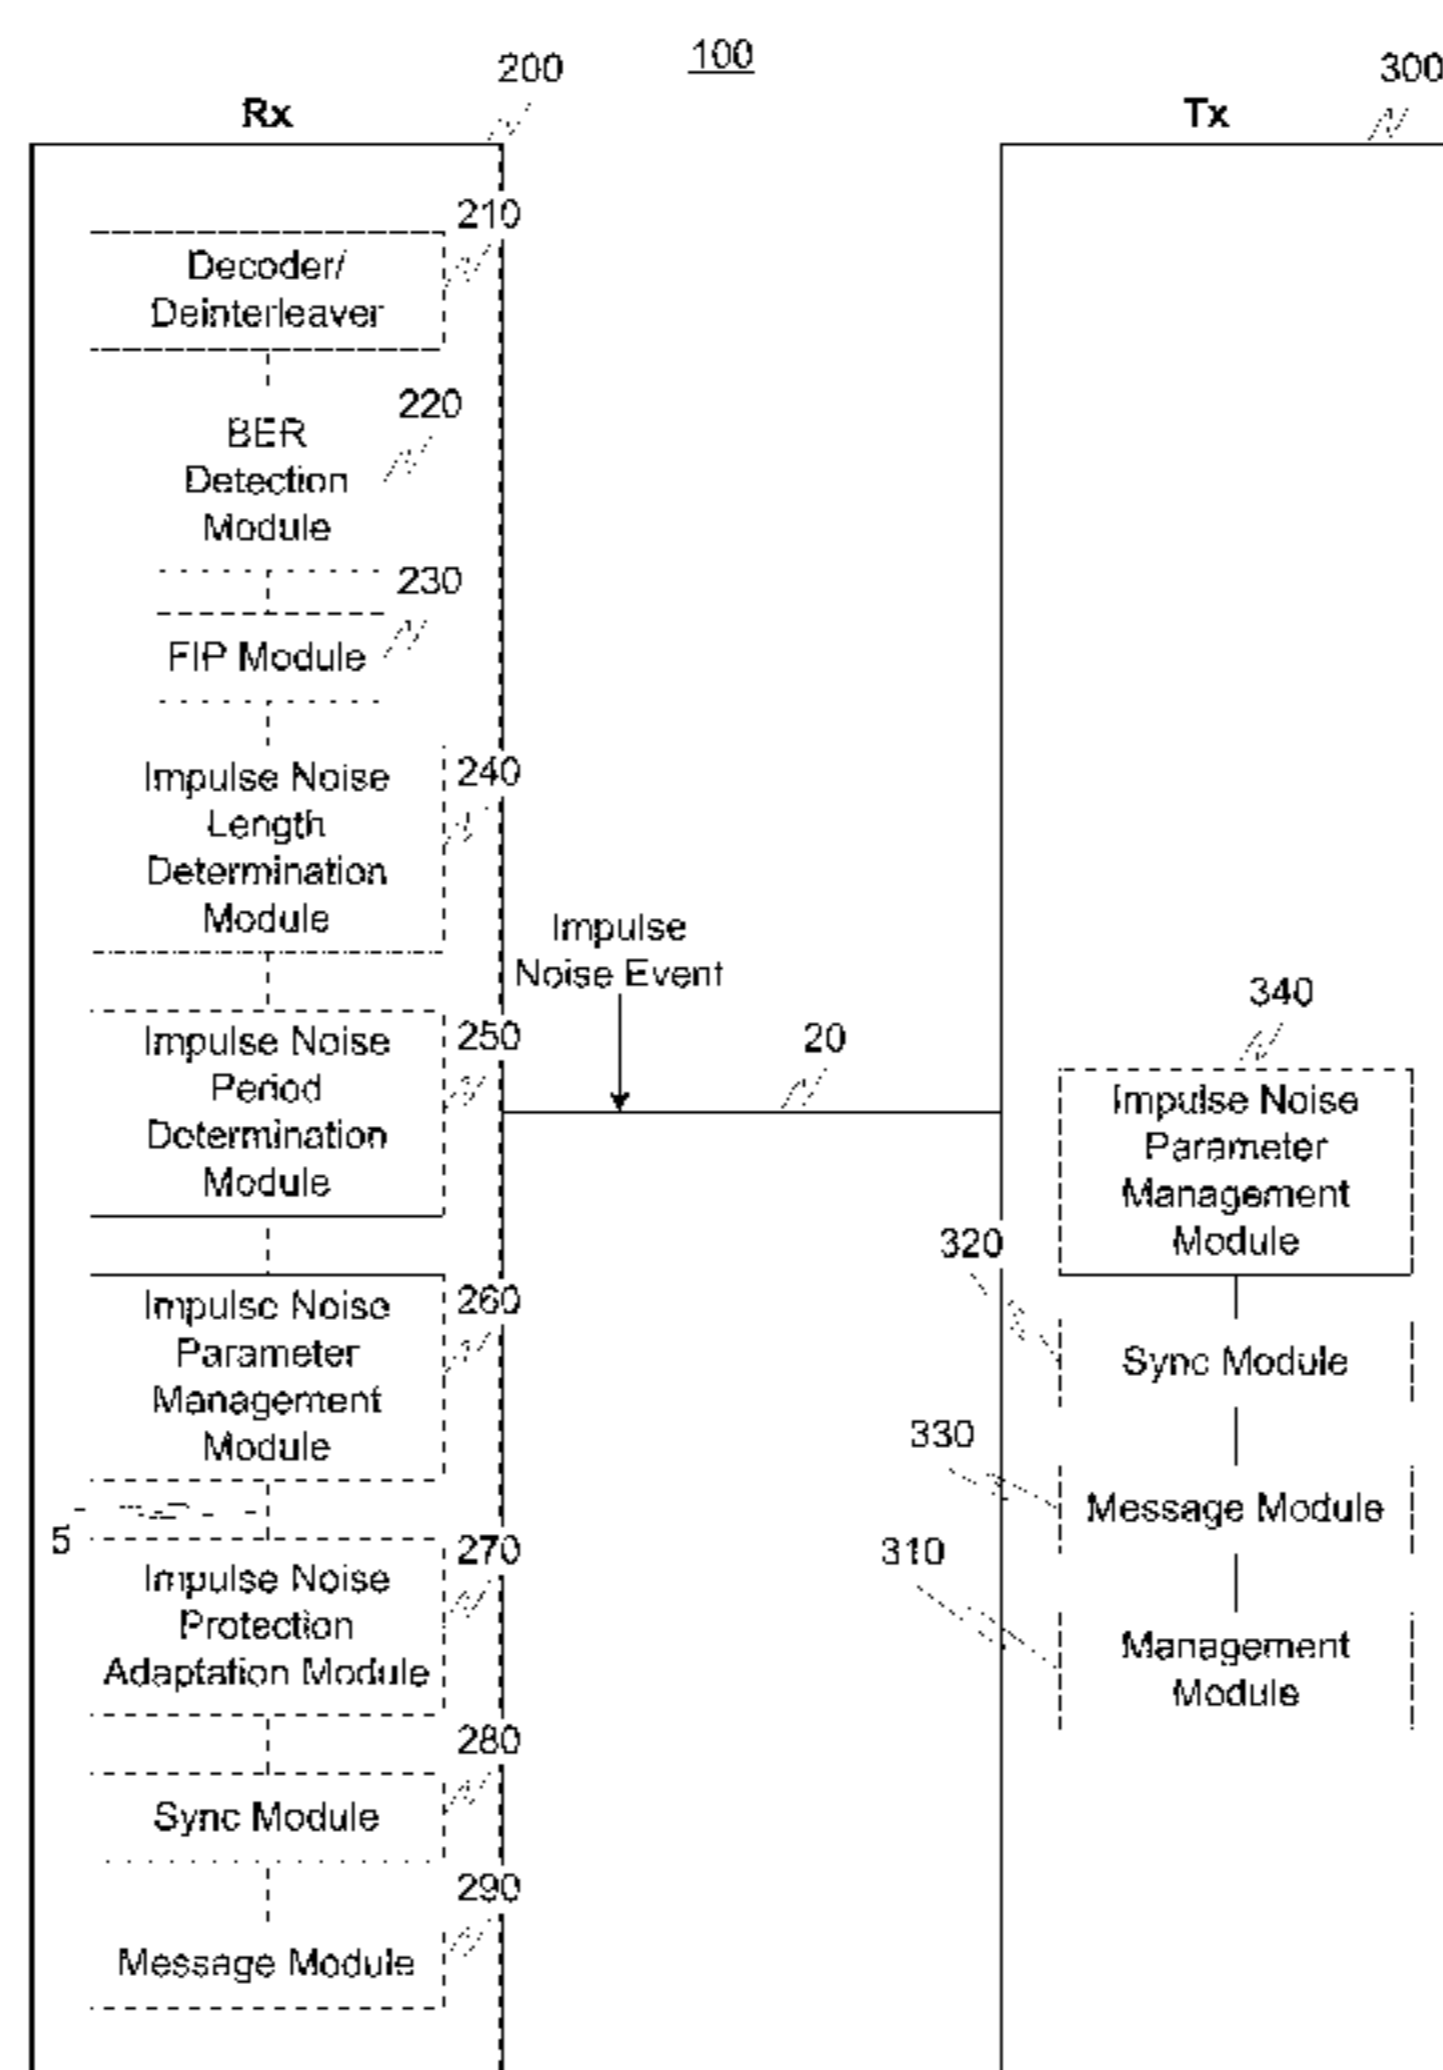 100
200
Rx
210
Decoder/
Deinterleaver
220
BER
Detection
Module
230
FIP Module
240
Impulse Noise
Length
Determination
Module
250
Impulse Noise
Period
Determination
Module
260
Impulse Noise
Parameter
Management
Module
5
270
Impulse Noise
Protection
Adaptation Module
280
Sync Module
290
Message Module
Impulse
Noise Event
20
300
Tx
340
Impulse Noise
Parameter
Management
Module
320
Sync Module
330
Message Module
310
Management
Module